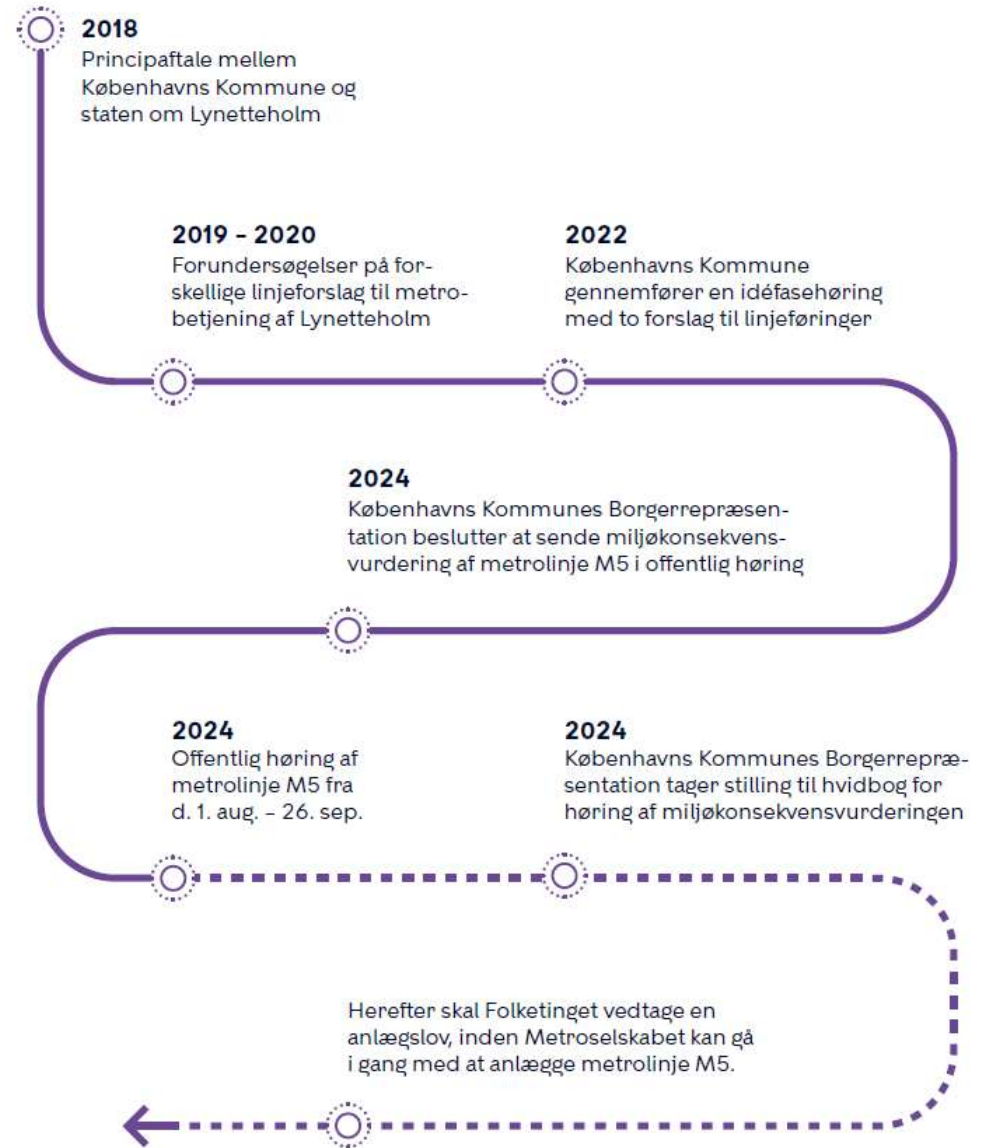 2018
Principaftale mellem
Københavns Kommune og
staten om Lynetteholm
2019 – 2020
Forundersøgelser på for-
skellige linjeforslag til metro-
betjening af Lynetteholm
2022
Københavns Kommune
gennemfører en idéfasehøring
med to forslag til linjeføringer
2024
Københavns Kommunes Borgerrepræsen-
tation beslutter at sende miljøkonsekvens-
vurdering af metrolinje M5 i offentlig høring
2024
Offentlig høring af
metrolinje M5 fra
d. 1. aug. – 26. sep.
2024
Københavns Kommunes Borgerrepræ-
sentation tager stilling til hvidbog for
høring af miljøkonsekvensvurderingen
Herefter skal Folketinget vedtage en
anlægslov, inden Metroselskabet kan gå
i gang med at anlægge metrolinje M5.